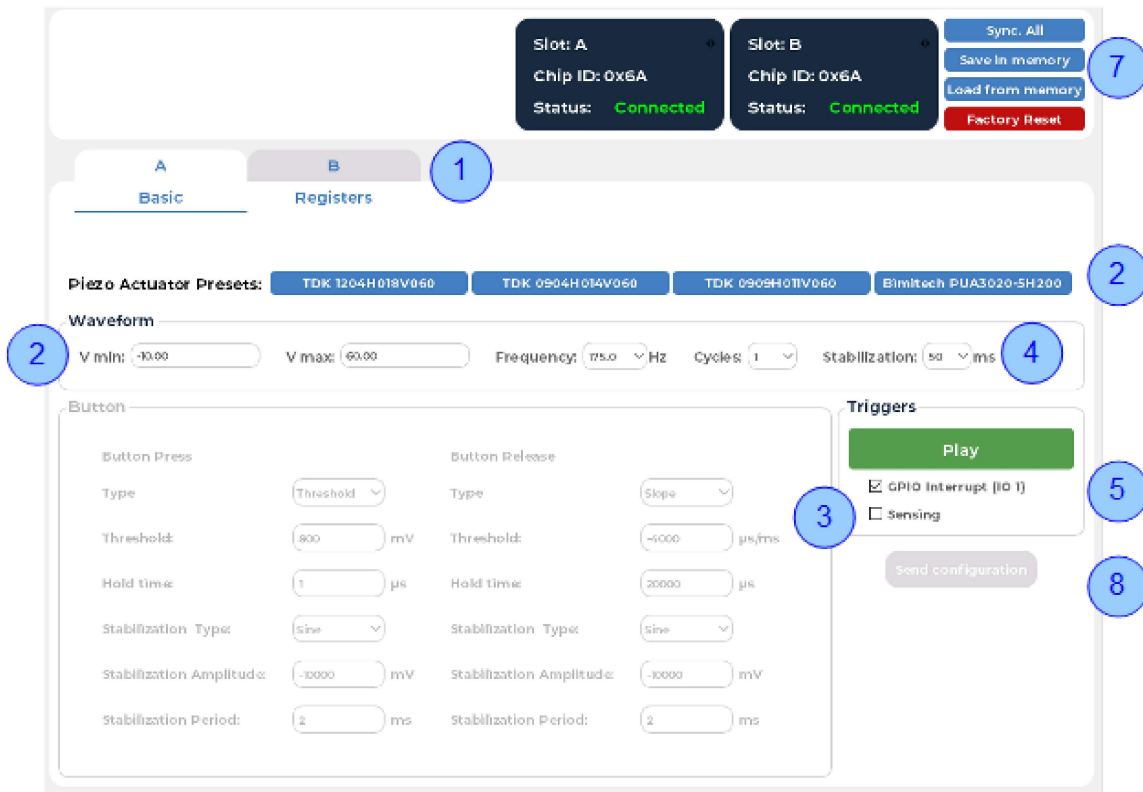 Slot: A
Chip ID: 0x6A
Status: Connected
Slot: B
Chip ID: 0x6A
Status: Connected
Sync. All
Save in memory
Load from memory
Factory Reset
7
A
B
1
Basic
Registers
Piezo Actuator Presets:
TDK 1204H018V060
TDK 0904H014V060
TDK 0909H011V060
Bimitech PUA3020-5H200
2
Waveform
2
V min: -10.00
V max: 60.00
Frequency: 175.0 Hz
Cycles: 1
Stabilization: 50 ms
4
Button
Button Press
Button Release
Type Threshold
Type Slope
Threshold: 800 mV
Threshold: -4000 µs/ms
Hold time: 1 µs
Hold time: 20000 µs
Stabilization Type: Sine
Stabilization Type: Sine
Stabilization Amplitude: -10000 mV
Stabilization Amplitude: -10000 mV
Stabilization Period: 2 ms
Stabilization Period: 2 ms
3
Triggers
Play
GPIO Interrupt (IO 1)
Sensing
5
Send configuration
8